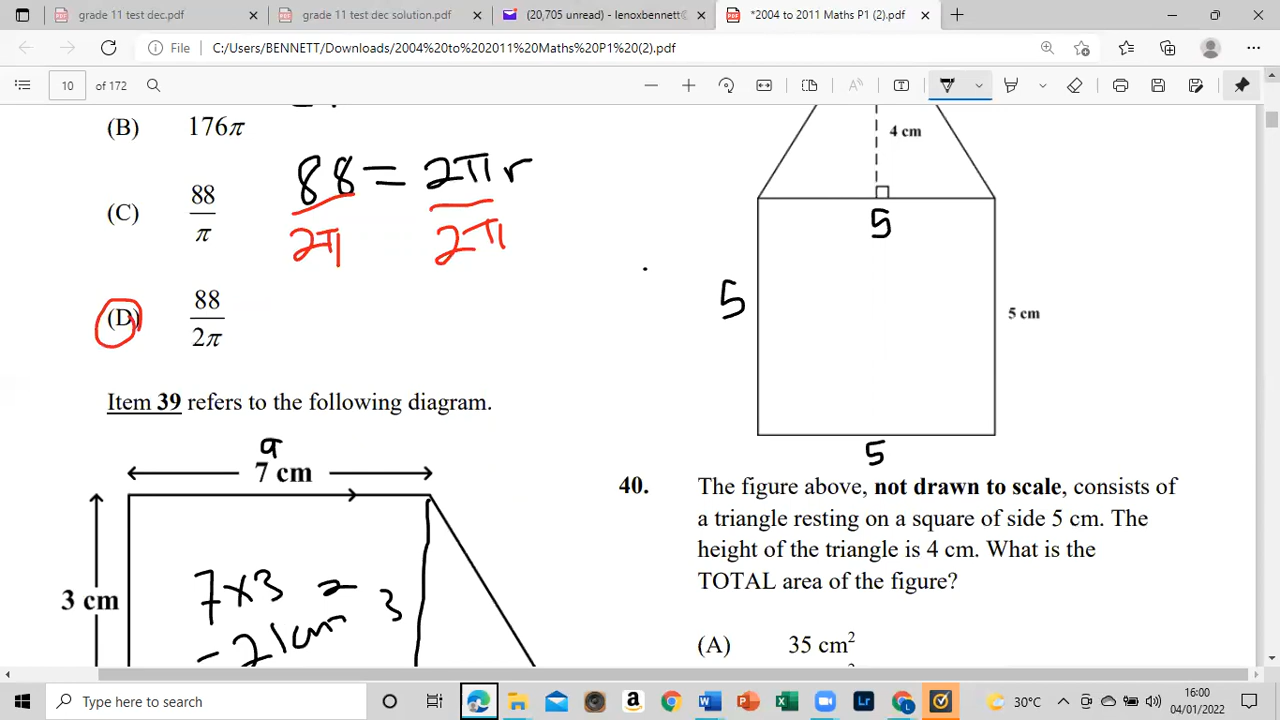 grade 11 test dec.pdf
grade 11 test dec solution.pdf
(20,705 unread) - lenoxbennett
*2004 to 2011 Maths P1 (2).pdf
File
C:/Users/BENNETT/Downloads/2004%20to%202011%20Maths%20P1%20(2).pdf
10 of 172
(B) 176π
88 = 2πr
2π 2π
(C) 88/π
(D) 88/2π
Item 39 refers to the following diagram.
a
7 cm
3 cm
7×3 =
= 21cm
3
4 cm
5
5
5 cm
5
40. The figure above, not drawn to scale, consists of
a triangle resting on a square of side 5 cm. The
height of the triangle is 4 cm. What is the
TOTAL area of the figure?
(A) 35 cm²
Type here to search
30°C
16:00
04/01/2022